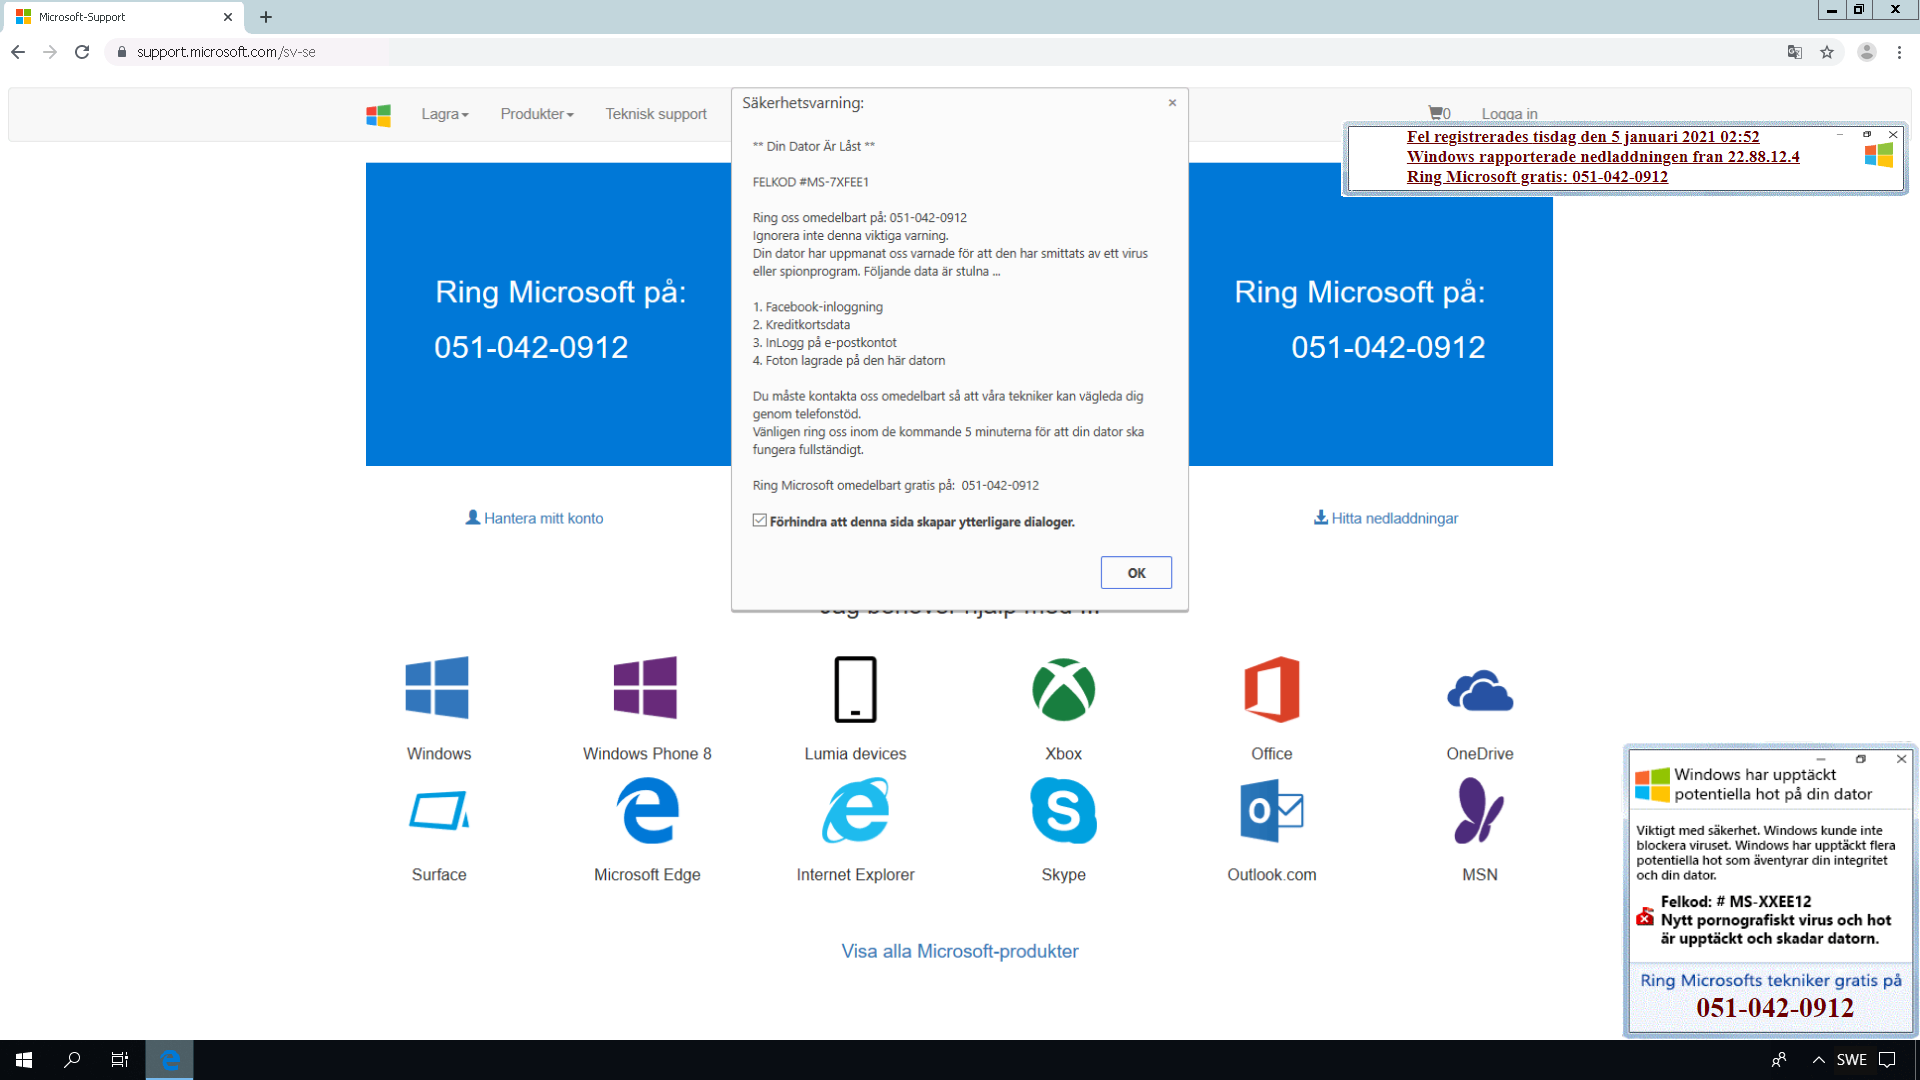 Microsoft-Support
support.microsoft.com/sv-se
Lagra
Produkter
Teknisk support
0
Logga in
Säkerhetsvarning:
** Din Dator Är Låst **
FELKOD #MS-7XFEE1
Ring oss omedelbart på: 051-042-0912
Ignorera inte denna viktiga varning.
Din dator har uppmanat oss varnade för att den har smittats av ett virus
eller spionprogram. Följande data är stulna ...
1. Facebook-inloggning
2. Kreditkortsdata
3. InLogg på e-postkontot
4. Foton lagrade på den här datorn
Du måste kontakta oss omedelbart så att våra tekniker kan vägleda dig
genom telefonstöd.
Vänligen ring oss inom de kommande 5 minuterna för att din dator ska
fungera fullständigt.
Ring Microsoft omedelbart gratis på: 051-042-0912
Förhindra att denna sida skapar ytterligare dialoger.
OK
Fel registrerades tisdag den 5 januari 2021 02:52
Windows rapporterade nedladdningen fran 22.88.12.4
Ring Microsoft gratis: 051-042-0912
Ring Microsoft på:
051-042-0912
Ring Microsoft på:
051-042-0912
Hantera mitt konto
Hitta nedladdningar
Jag behöver hjälp med ...
Windows
Windows Phone 8
Lumia devices
Xbox
Office
OneDrive
Surface
Microsoft Edge
Internet Explorer
Skype
Outlook.com
MSN
Visa alla Microsoft-produkter
Windows har upptäckt
potentiella hot på din dator
Viktigt med säkerhet. Windows kunde inte
blockera viruset. Windows har upptäckt flera
potentiella hot som äventyrar din integritet
och din dator.
Felkod: # MS-XXEE12
Nytt pornografiskt virus och hot
är upptäckt och skadar datorn.
Ring Microsofts tekniker gratis på
051-042-0912
SWE